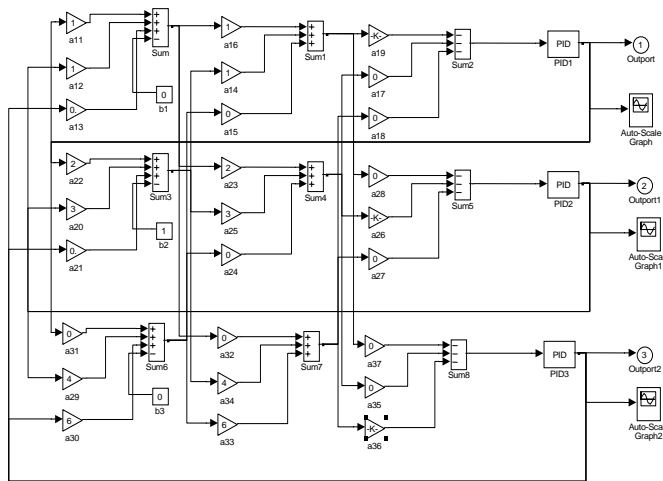 1 + + + - Sum 1 + + + Sum1 -K- - - - Sum2 PID PID1 1 Outport
a11 a16 a19
1 1 0
a12 a14 a17
0. 0 b1 0 0 Auto-Scale Graph
a13 a15 a18
2 + + + - Sum3 2 + + + Sum4 0 - - - Sum5 PID PID2 2 Outport1
a22 a23 a28
3 3 -K-
a20 a25 a26
0. 1 b2 0 0 Auto-Sca Graph1
a21 a24 a27
0 + + + - Sum6 0 + + + Sum7 0 - - - Sum8 PID PID3 3 Outport2
a31 a32 a37
4 4 0
a29 a34 a35
6 0 b3 6 -K- Auto-Sca Graph2
a30 a33 a36